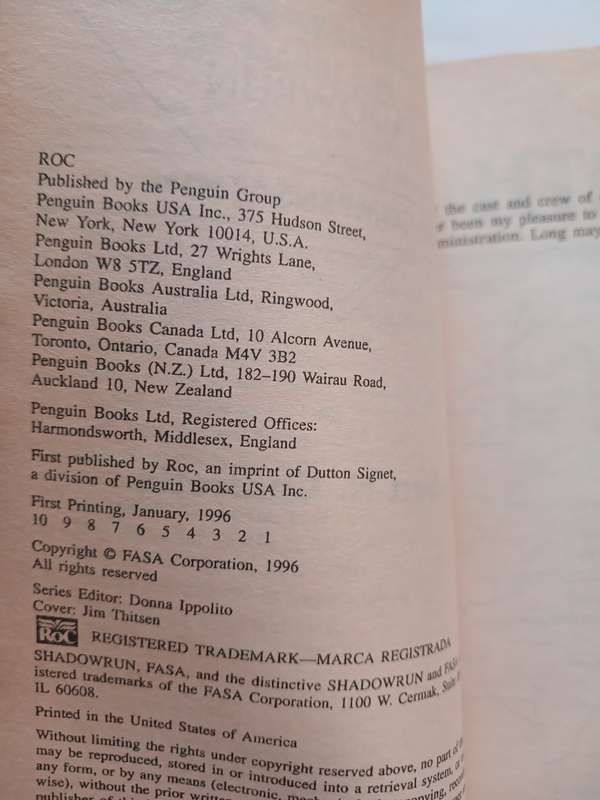 ROC
Published by the Penguin Group
Penguin Books USA Inc., 375 Hudson Street,
New York, New York 10014, U.S.A.
Penguin Books Ltd, 27 Wrights Lane,
London W8 5TZ, England
Penguin Books Australia Ltd, Ringwood,
Victoria, Australia
Penguin Books Canada Ltd, 10 Alcorn Avenue,
Toronto, Ontario, Canada M4V 3B2
Penguin Books (N.Z.) Ltd, 182–190 Wairau Road,
Auckland 10, New Zealand
Penguin Books Ltd, Registered Offices:
Harmondsworth, Middlesex, England
First published by Roc, an imprint of Dutton Signet,
a division of Penguin Books USA Inc.
First Printing, January, 1996
10 9 8 7 6 5 4 3 2 1
Copyright © FASA Corporation, 1996
All rights reserved
Series Editor: Donna Ippolito
Cover: Jim Thitsen
ROC REGISTERED TRADEMARK—MARCA REGISTRADA
SHADOWRUN, FASA, and the distinctive SHADOWRUN and FASA
istered trademarks of the FASA Corporation, 1100 W. Cermak,
IL 60608.
Printed in the United States of America
Without limiting the rights under copyright reserved above, no part of
may be reproduced, stored in or introduced into a retrieval system, or
any form, or by any means (electronic,
wise), without the prior
the cast and crew of
been my pleasure to
ministration. Long may